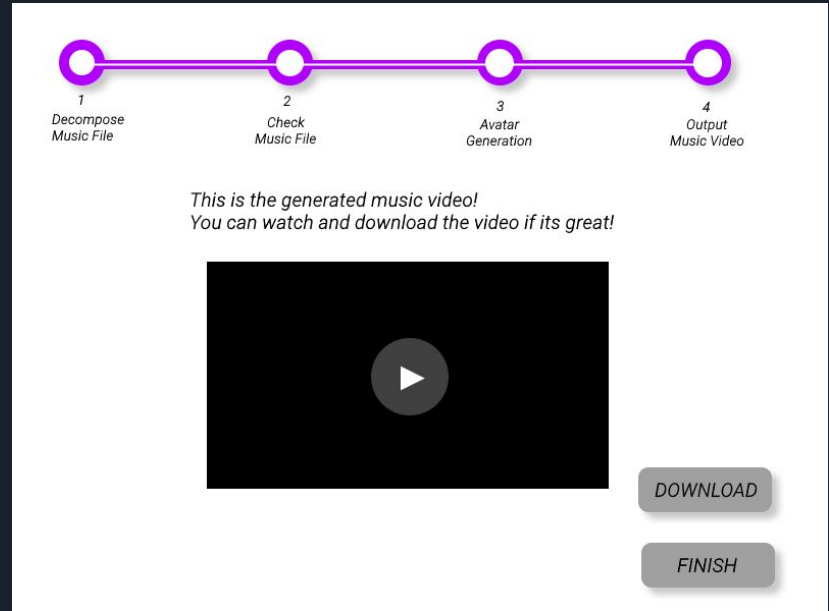 1
Decompose
Music File
2
Check
Music File
3
Avatar
Generation
4
Output
Music Video
This is the generated music video!
You can watch and download the video if its great!
DOWNLOAD
FINISH